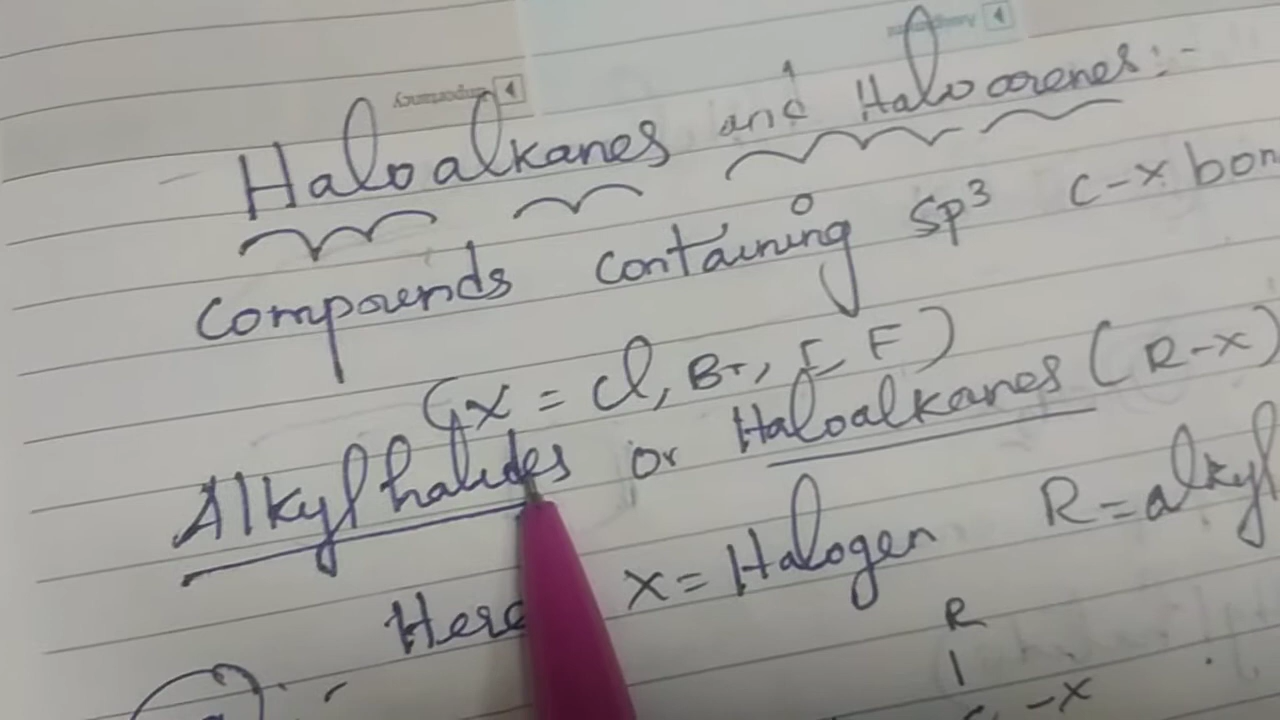 Haloalkanes and Haloarenes:-
Compounds containing sp³ C-X bon
(X = Cl, Br, I, F)
Alkyl halides or Haloalkanes (R-X)
Here X = Halogen R = alkyl
R
-X